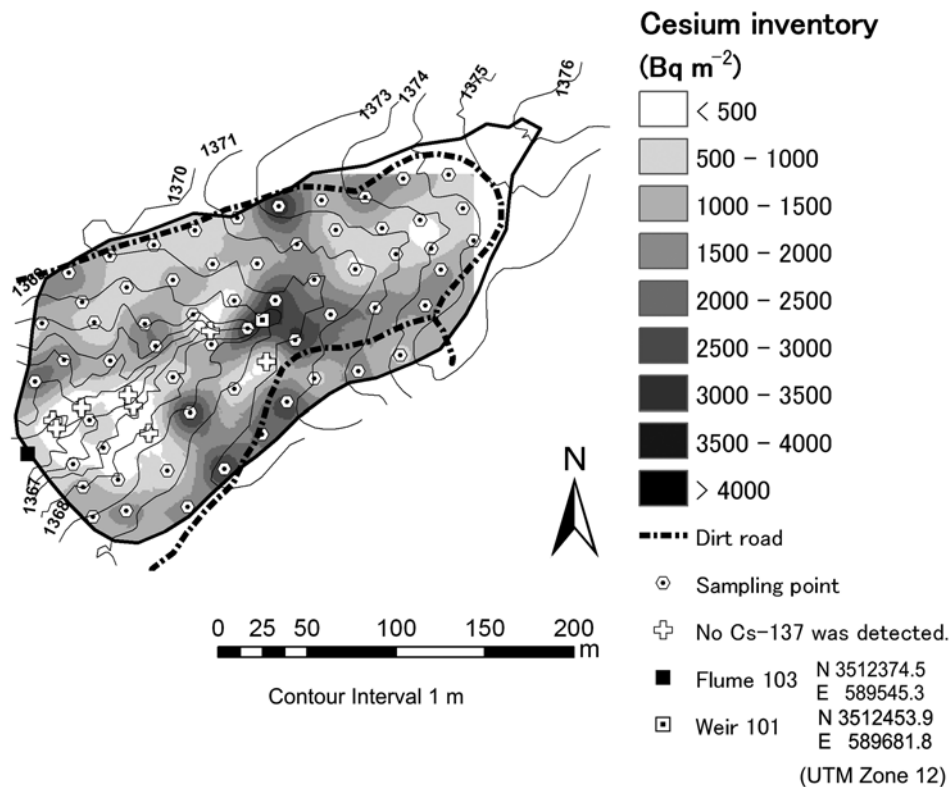 Cesium inventory
(Bq m⁻²)
< 500
500 - 1000
1000 - 1500
1500 - 2000
2000 - 2500
2500 - 3000
3000 - 3500
3500 - 4000
> 4000
Dirt road
Sampling point
No Cs-137 was detected.
Flume 103 N 3512374.5
E 589545.3
Weir 101 N 3512453.9
E 589681.8
(UTM Zone 12)
1376
1375
1374
1373
1371
1370
1369
1367
1368
N
0 25 50 100 150 200
m
Contour Interval 1 m